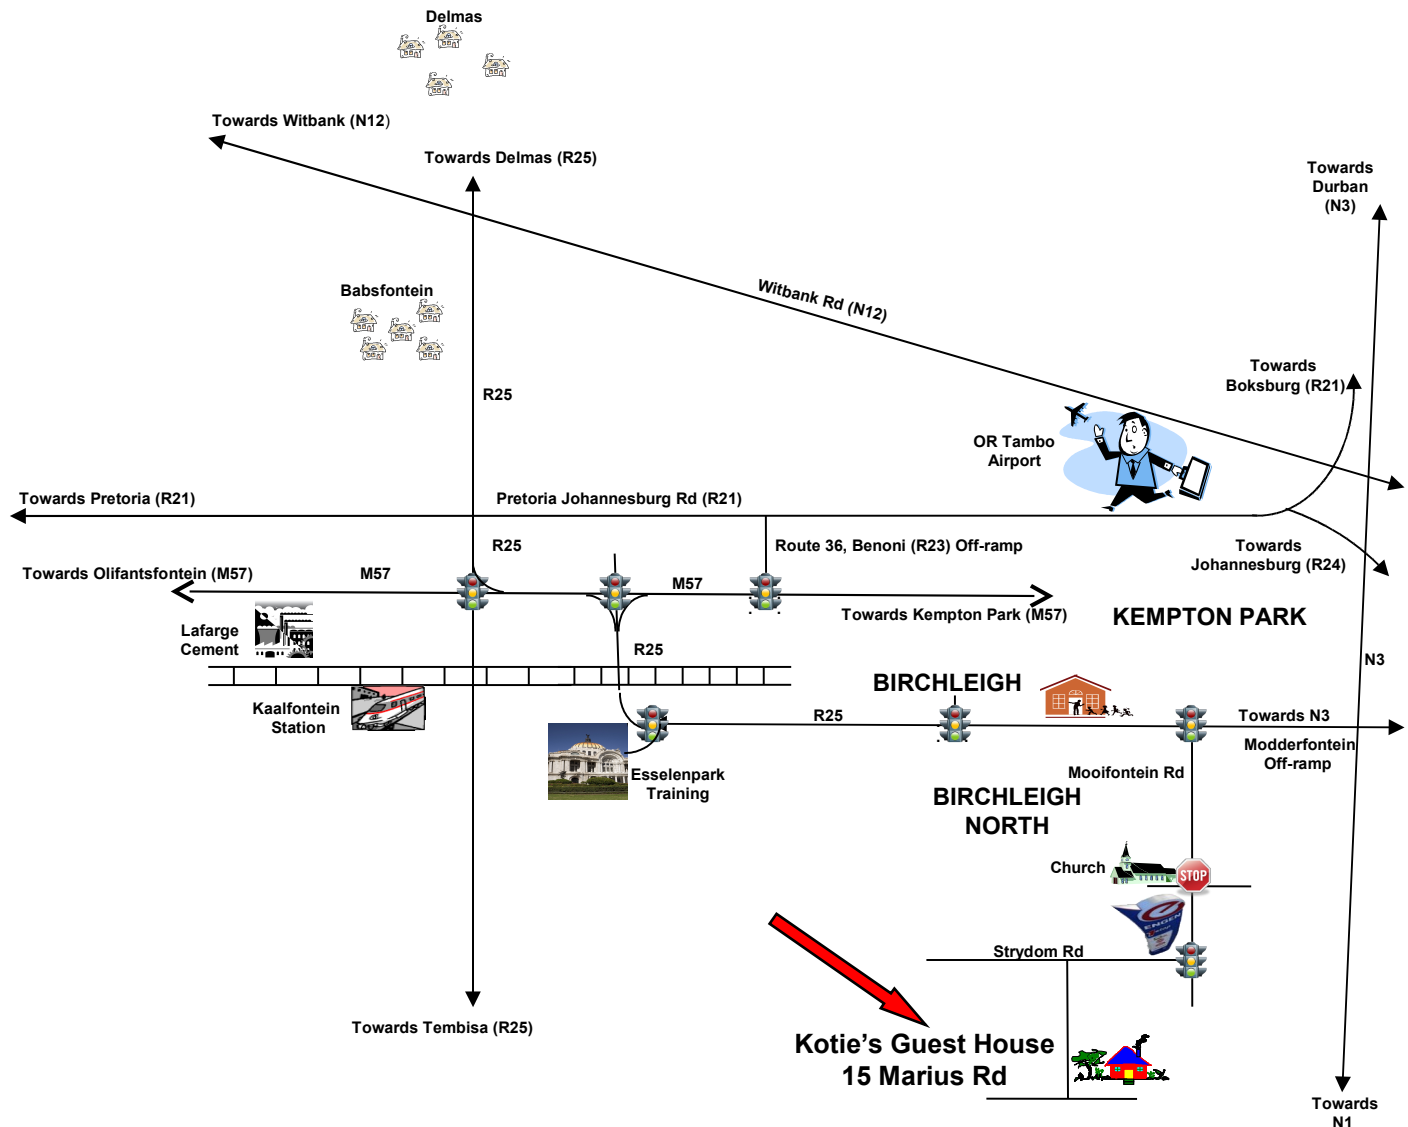 Delmas
Towards Witbank (N12)
Towards Delmas (R25)
Towards
Durban
(N3)
Babsfontein
Witbank Rd (N12)
R25
Towards
Boksburg (R21)
OR Tambo
Airport
Towards Pretoria (R21)
Pretoria Johannesburg Rd (R21)
R25
Route 36, Benoni (R23) Off-ramp
Towards
Johannesburg (R24)
Towards Olifantsfontein (M57)
M57
M57
Towards Kempton Park (M57)
KEMPTON PARK
Lafarge
Cement
R25
N3
BIRCHLEIGH
Kaalfontein
Station
R25
Towards N3
Modderfontein
Off-ramp
Esselenpark
Training
Mooifontein Rd
BIRCHLEIGH
NORTH
Church
STOP
ENGEN
Strydom Rd
Towards Tembisa (R25)
Kotie's Guest House
15 Marius Rd
Towards
N1